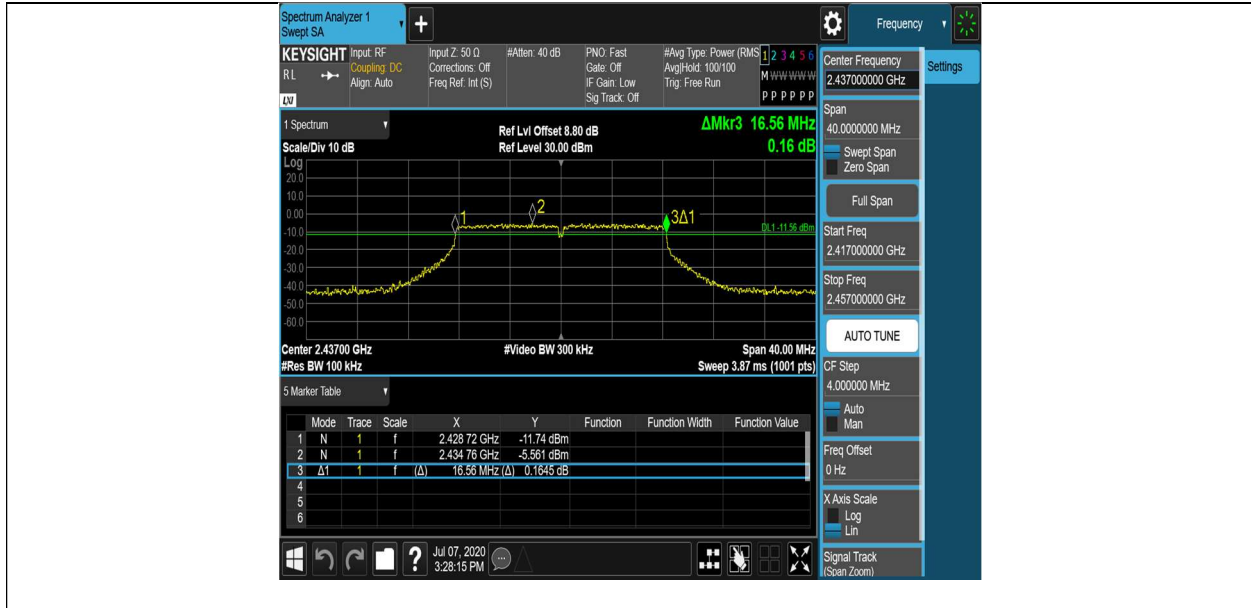 Spectrum Analyzer 1
Swept SA
+
Frequency
KEYSIGHT
RL
LXI
Input: RF
Coupling: DC
Align: Auto
Input Z: 50 Ω
Corrections: Off
Freq Ref: Int (S)
#Atten: 40 dB
PNO: Fast
Gate: Off
IF Gain: Low
Sig Track: Off
#Avg Type: Power (RMS
Avg|Hold: 100/100
Trig: Free Run
1 2 3 4 5 6
M W W W W W
P P P P P P
1 Spectrum
Scale/Div 10 dB
Ref Lvl Offset 8.80 dB
Ref Level 30.00 dBm
ΔMkr3 16.56 MHz
0.16 dB
Log
20.0
10.0
0.00
-10.0
-20.0
-30.0
-40.0
-50.0
-60.0
1
2
3Δ1
DL1 -11.56 dBm
Center 2.43700 GHz
#Video BW 300 kHz
Span 40.00 MHz
#Res BW 100 kHz
Sweep 3.87 ms (1001 pts)
5 Marker Table
Mode Trace Scale X Y Function Function Width Function Value
1 N 1 f 2.428 72 GHz -11.74 dBm
2 N 1 f 2.434 76 GHz -5.561 dBm
3 Δ1 1 f (Δ) 16.56 MHz (Δ) 0.1645 dB
4
5
6
?
Jul 07, 2020
3:28:15 PM
Center Frequency
2.437000000 GHz
Settings
Span
40.0000000 MHz
Swept Span
Zero Span
Full Span
Start Freq
2.417000000 GHz
Stop Freq
2.457000000 GHz
AUTO TUNE
CF Step
4.000000 MHz
Auto
Man
Freq Offset
0 Hz
X Axis Scale
Log
Lin
Signal Track
(Span Zoom)